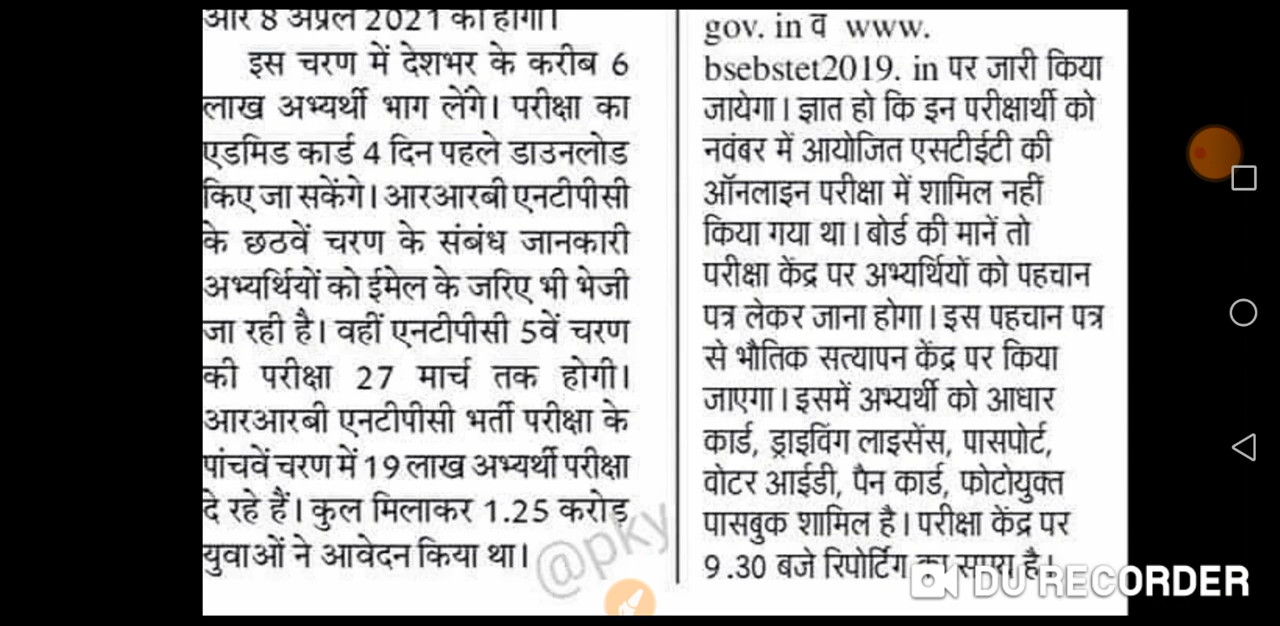 और 8 अप्रैल 2021 को होगी।
इस चरण में देशभर के करीब 6
लाख अभ्यर्थी भाग लेंगे। परीक्षा का
एडमिड कार्ड 4 दिन पहले डाउनलोड
किए जा सकेंगे। आरआरबी एनटीपीसी
के छठवें चरण के संबंध जानकारी
अभ्यर्थियों को ईमेल के जरिए भी भेजी
जा रही है। वहीं एनटीपीसी 5वें चरण
की परीक्षा 27 मार्च तक होगी।
आरआरबी एनटीपीसी भर्ती परीक्षा के
पांचवें चरण में 19 लाख अभ्यर्थी परीक्षा
दे रहे हैं। कुल मिलाकर 1.25 करोड़
युवाओं ने आवेदन किया था।
@pky
gov. in व www.
bsebstet2019. in पर जारी किया
जायेगा। ज्ञात हो कि इन परीक्षार्थी को
नवंबर में आयोजित एसटीईटी की
ऑनलाइन परीक्षा में शामिल नहीं
किया गया था। बोर्ड की मानें तो
परीक्षा केंद्र पर अभ्यर्थियों को पहचान
पत्र लेकर जाना होगा। इस पहचान पत्र
से भौतिक सत्यापन केंद्र पर किया
जाएगा। इसमें अभ्यर्थी को आधार
कार्ड, ड्राइविंग लाइसेंस, पासपोर्ट,
वोटर आईडी, पैन कार्ड, फोटोयुक्त
पासबुक शामिल है। परीक्षा केंद्र पर
9.30 बजे रिपोर्टिंग का समय है।
DU RECORDER